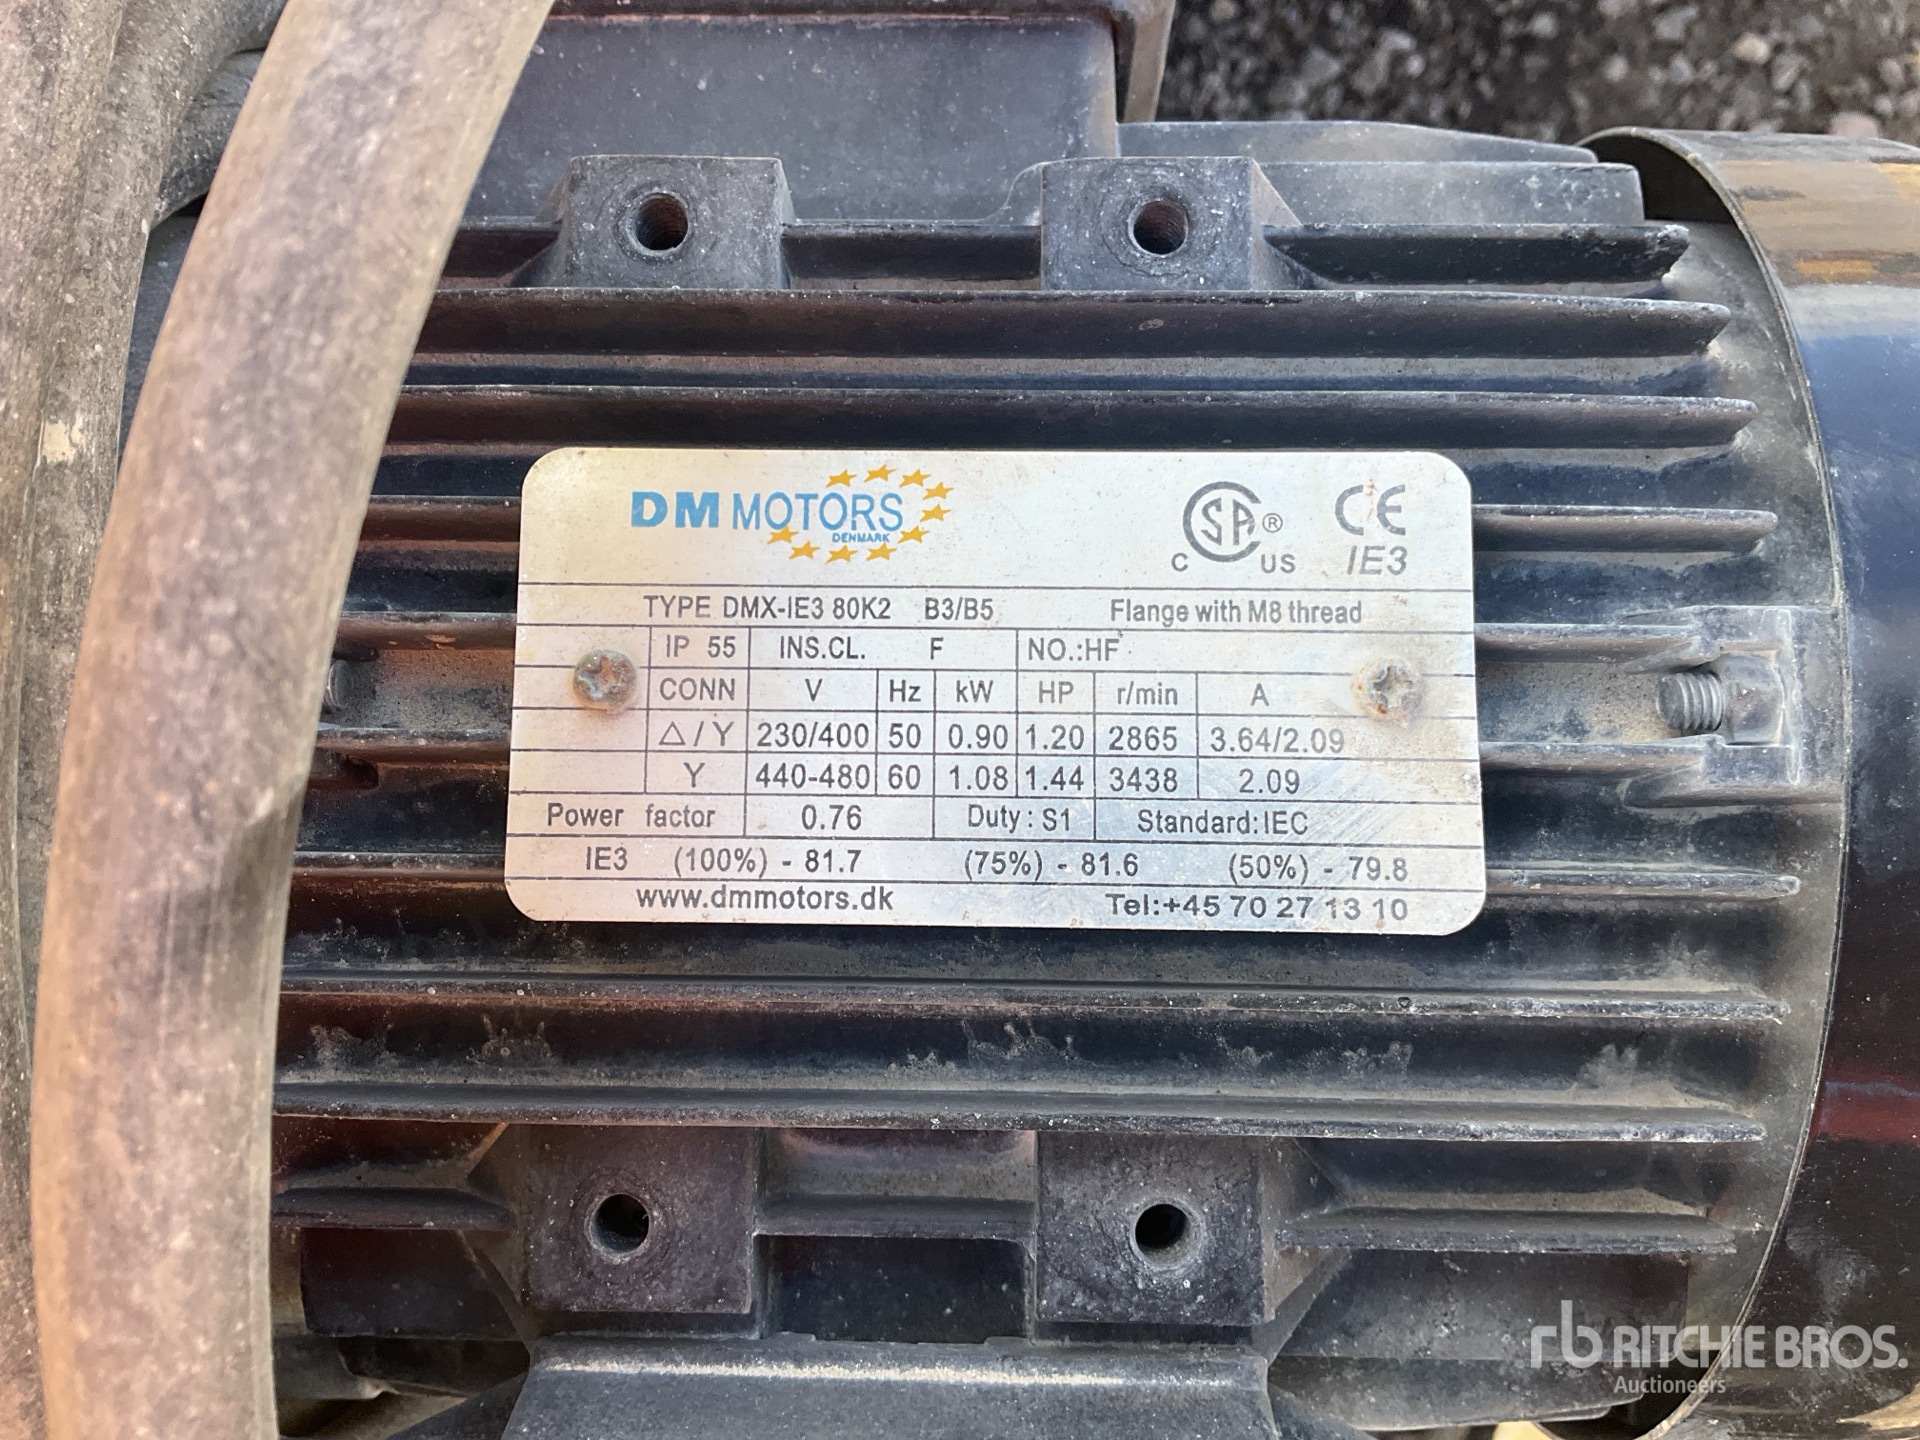 DM MOTORS
DENMARK
CSA® C US
CE
IE3
TYPE DMX-IE3 80K2 B3/B5 Flange with M8 thread
IP 55 INS.CL. F NO.:HF
CONN V Hz kW HP r/min A
△/Y 230/400 50 0.90 1.20 2865 3.64/2.09
Y 440-480 60 1.08 1.44 3438 2.09
Power factor 0.76 Duty: S1 Standard:IEC
IE3 (100%) - 81.7 (75%) - 81.6 (50%) - 79.8
www.dmmotors.dk Tel:+45 70 27 13 10
rb RITCHIE BROS.
Auctioneers